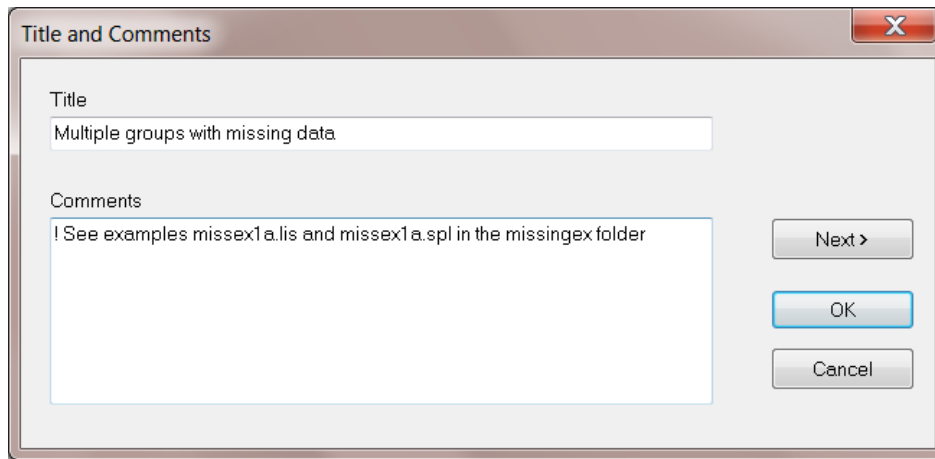 Title and Comments
Title
Multiple groups with missing data
Comments
! See examples missex1a.lis and missex1a.spl in the missingex folder
Next >
OK
Cancel